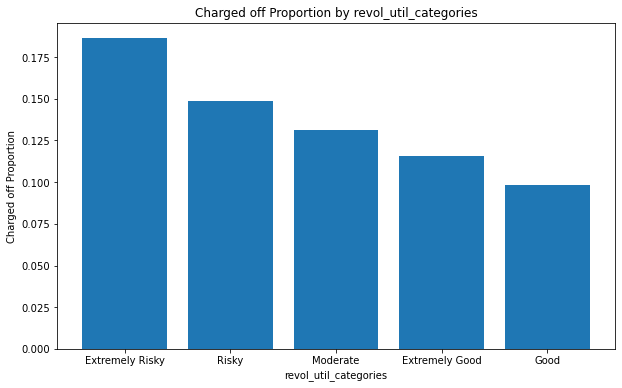 Charged off Proportion by revol_util_categories
Charged off Proportion
0.175
0.150
0.125
0.100
0.075
0.050
0.025
0.000
Extremely Risky Risky Moderate Extremely Good Good
revol_util_categories